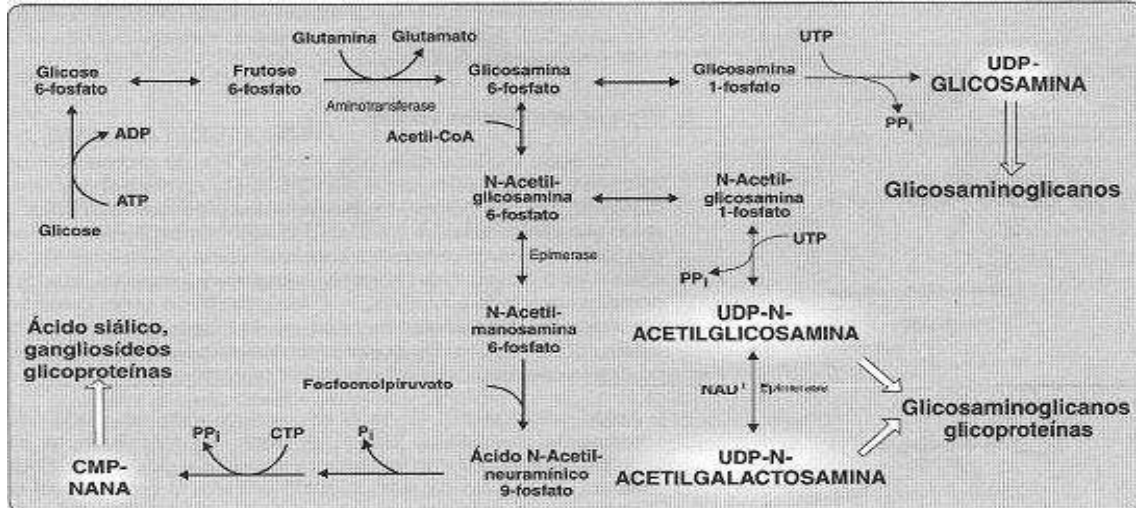 Glutamina
Glutamato
UTP
Glicose
6-fosfato
Frutose
6-fosfato
Aminotransferase
Glicosamina
6-fosfato
Glicosamina
1-fosfato
UDP-
GLICOSAMINA
PPi
ADP
ATP
Glicose
Acetil-CoA
N-Acetil-
glicosamina
6-fosfato
N-Acetil-
glicosamina
1-fosfato
Glicosaminoglicanos
Epimerase
UTP
PPi
N-Acetil-
manosamina
6-fosfato
UDP-N-
ACETILGLICOSAMINA
Ácido siálico,
gangliosídeos
glicoproteínas
Fosfoenolpiruvato
NAD+
Epimerase
Glicosaminoglicanos
glicoproteínas
PPi
CTP
Pi
CMP-
NANA
Ácido N-Acetil-
neuramínico
9-fosfato
UDP-N-
ACETILGALACTOSAMINA